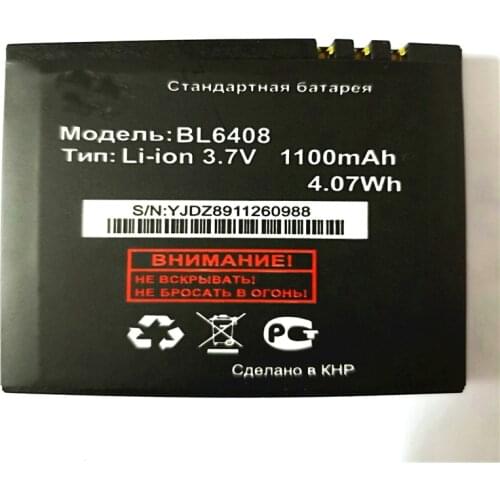 Стандартная батарея
Модель:BL6408
Тип: Li-ion 3.7V 1100mAh
4.07Wh
S/N:YJDZ8911260988
ВНИМАНИЕ!
НЕ ВСКРЫВАТЬ!
НЕ БРОСАТЬ В ОГОНЬ!
Сделано в КНР